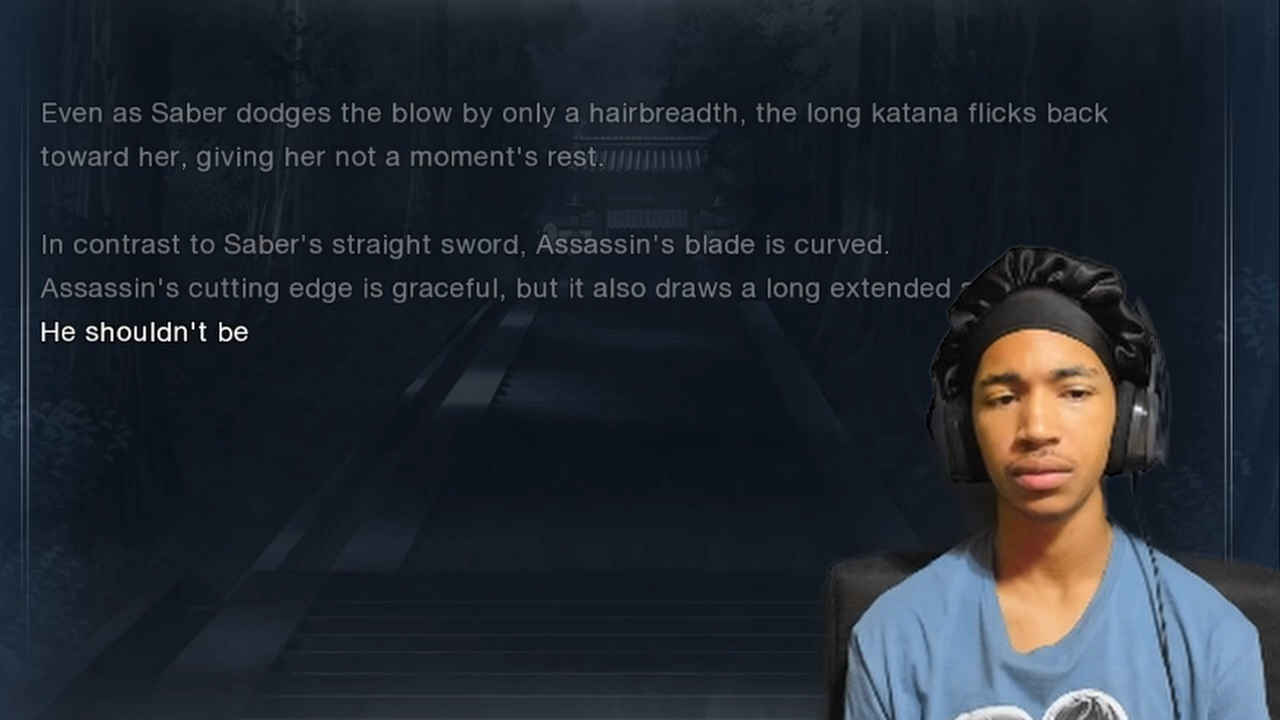 Even as Saber dodges the blow by only a hairbreadth, the long katana flicks back
toward her, giving her not a moment's rest.
In contrast to Saber's straight sword, Assassin's blade is curved.
Assassin's cutting edge is graceful, but it also draws a long extended
He shouldn't be